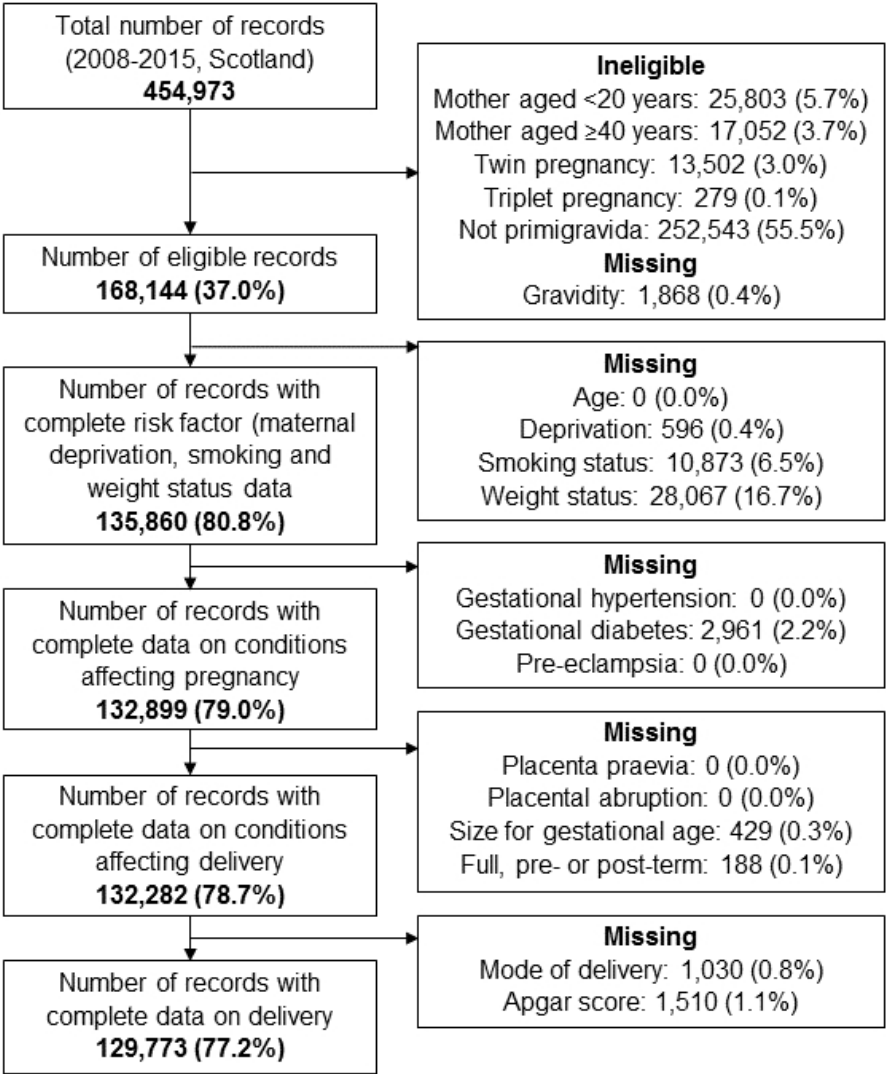 Total number of records
(2008-2015, Scotland)
454,973
Ineligible
Mother aged <20 years: 25,803 (5.7%)
Mother aged ≥40 years: 17,052 (3.7%)
Twin pregnancy: 13,502 (3.0%)
Triplet pregnancy: 279 (0.1%)
Not primigravida: 252,543 (55.5%)
Missing
Gravidity: 1,868 (0.4%)
Number of eligible records
168,144 (37.0%)
Missing
Age: 0 (0.0%)
Deprivation: 596 (0.4%)
Smoking status: 10,873 (6.5%)
Weight status: 28,067 (16.7%)
Number of records with
complete risk factor (maternal
deprivation, smoking and
weight status data
135,860 (80.8%)
Missing
Gestational hypertension: 0 (0.0%)
Gestational diabetes: 2,961 (2.2%)
Pre-eclampsia: 0 (0.0%)
Number of records with
complete data on conditions
affecting pregnancy
132,899 (79.0%)
Missing
Placenta praevia: 0 (0.0%)
Placental abruption: 0 (0.0%)
Size for gestational age: 429 (0.3%)
Full, pre- or post-term: 188 (0.1%)
Number of records with
complete data on conditions
affecting delivery
132,282 (78.7%)
Missing
Mode of delivery: 1,030 (0.8%)
Apgar score: 1,510 (1.1%)
Number of records with
complete data on delivery
129,773 (77.2%)